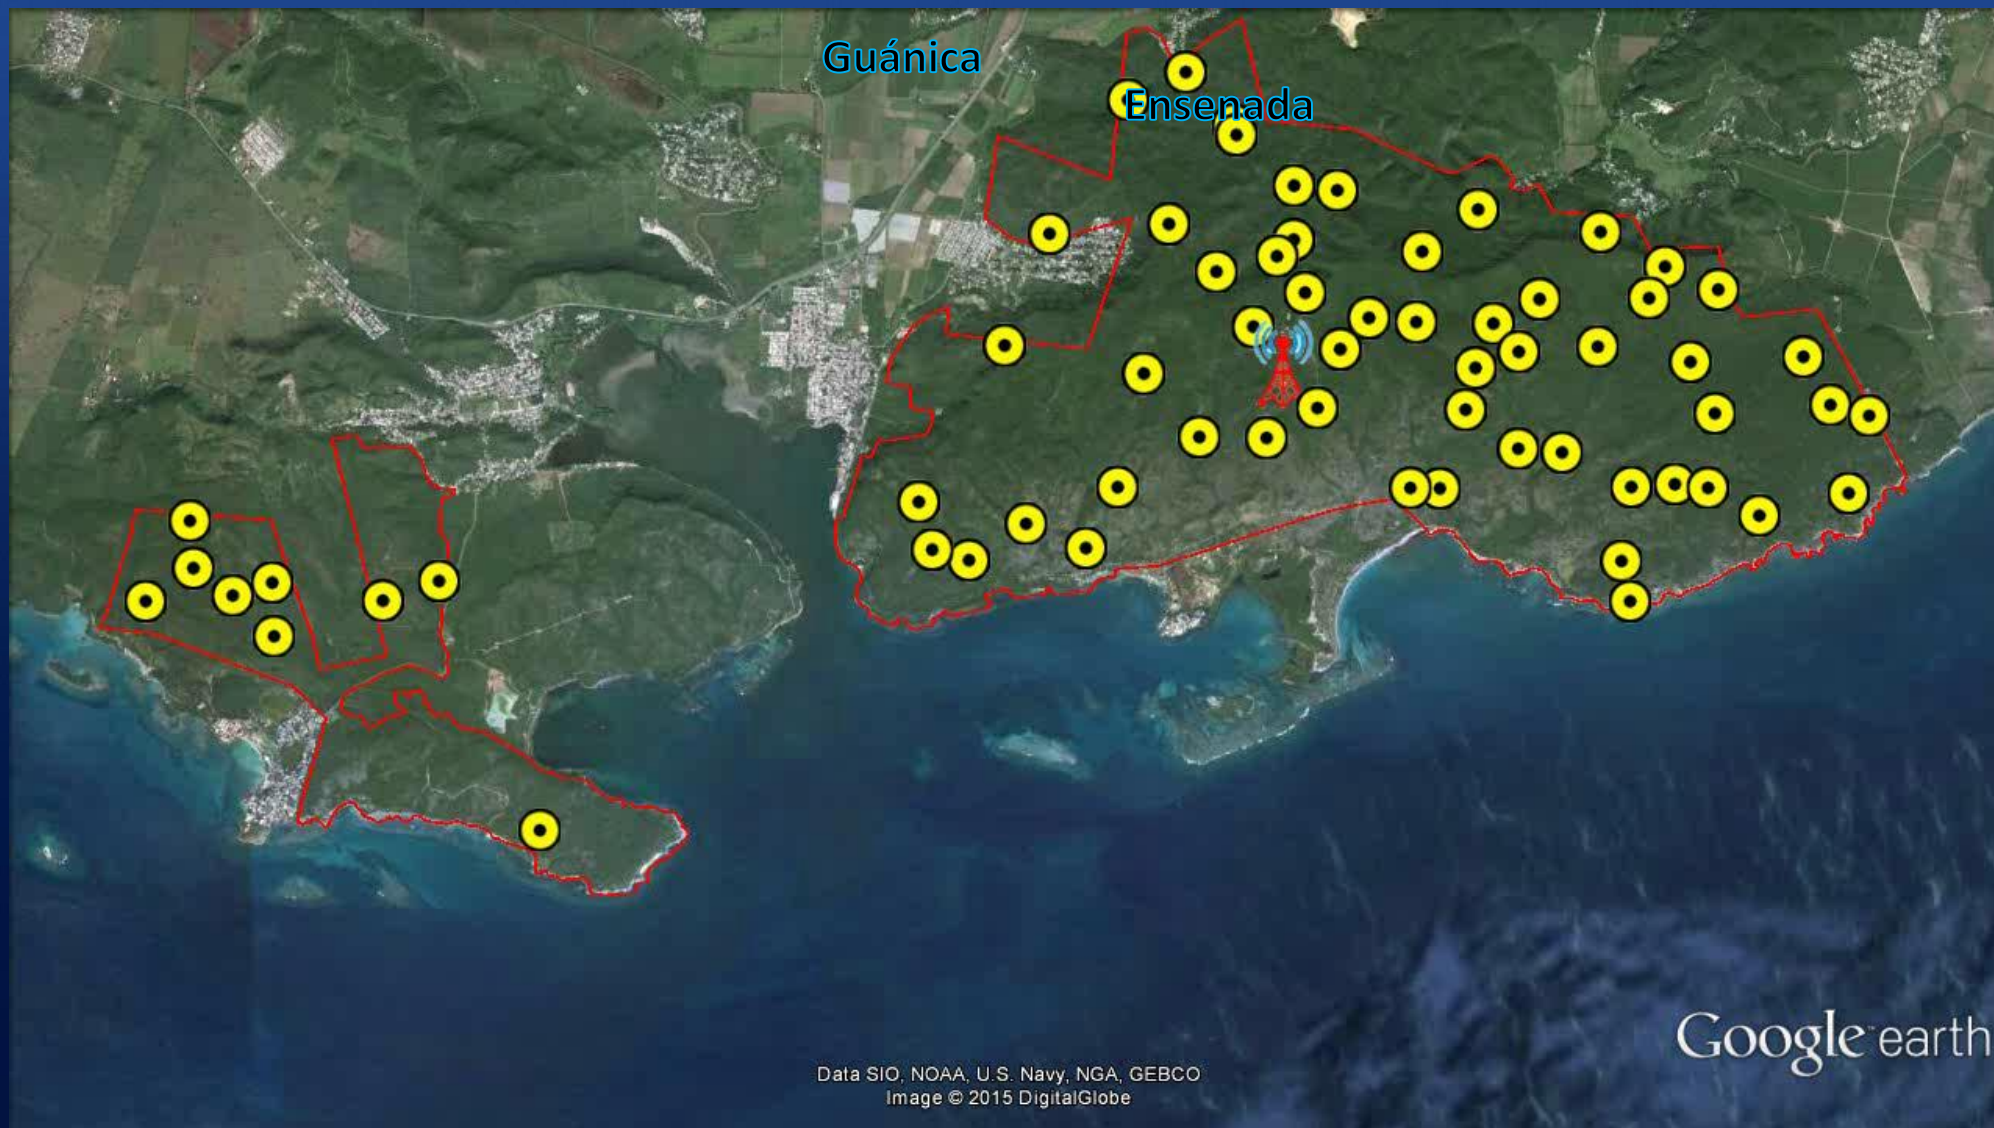 Guánica
Ensenada
Google earth
Data SIO, NOAA, U.S. Navy, NGA, GEBCO
Image © 2015 DigitalGlobe